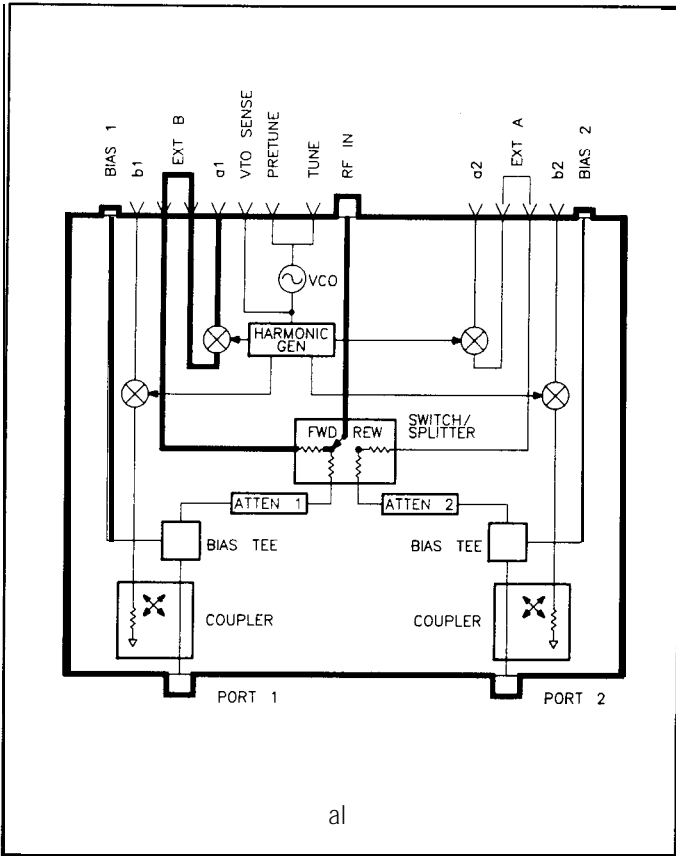 BIAS 1
b1
EXT B
a1
VTO SENSE
PRETUNE
TUNE
RF IN
a2
EXT A
b2
BIAS 2
VCO
HARMONIC
GEN
SWITCH/
SPLITTER
FWD REW
ATTEN 1
ATTEN 2
BIAS TEE
BIAS TEE
COUPLER
COUPLER
PORT 1
PORT 2
al